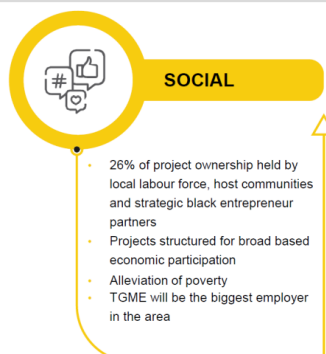 #
SOCIAL
• 26% of project ownership held by
local labour force, host communities
and strategic black entrepreneur
partners
• Projects structured for broad based
economic participation
• Alleviation of poverty
• TGME will be the biggest employer
in the area